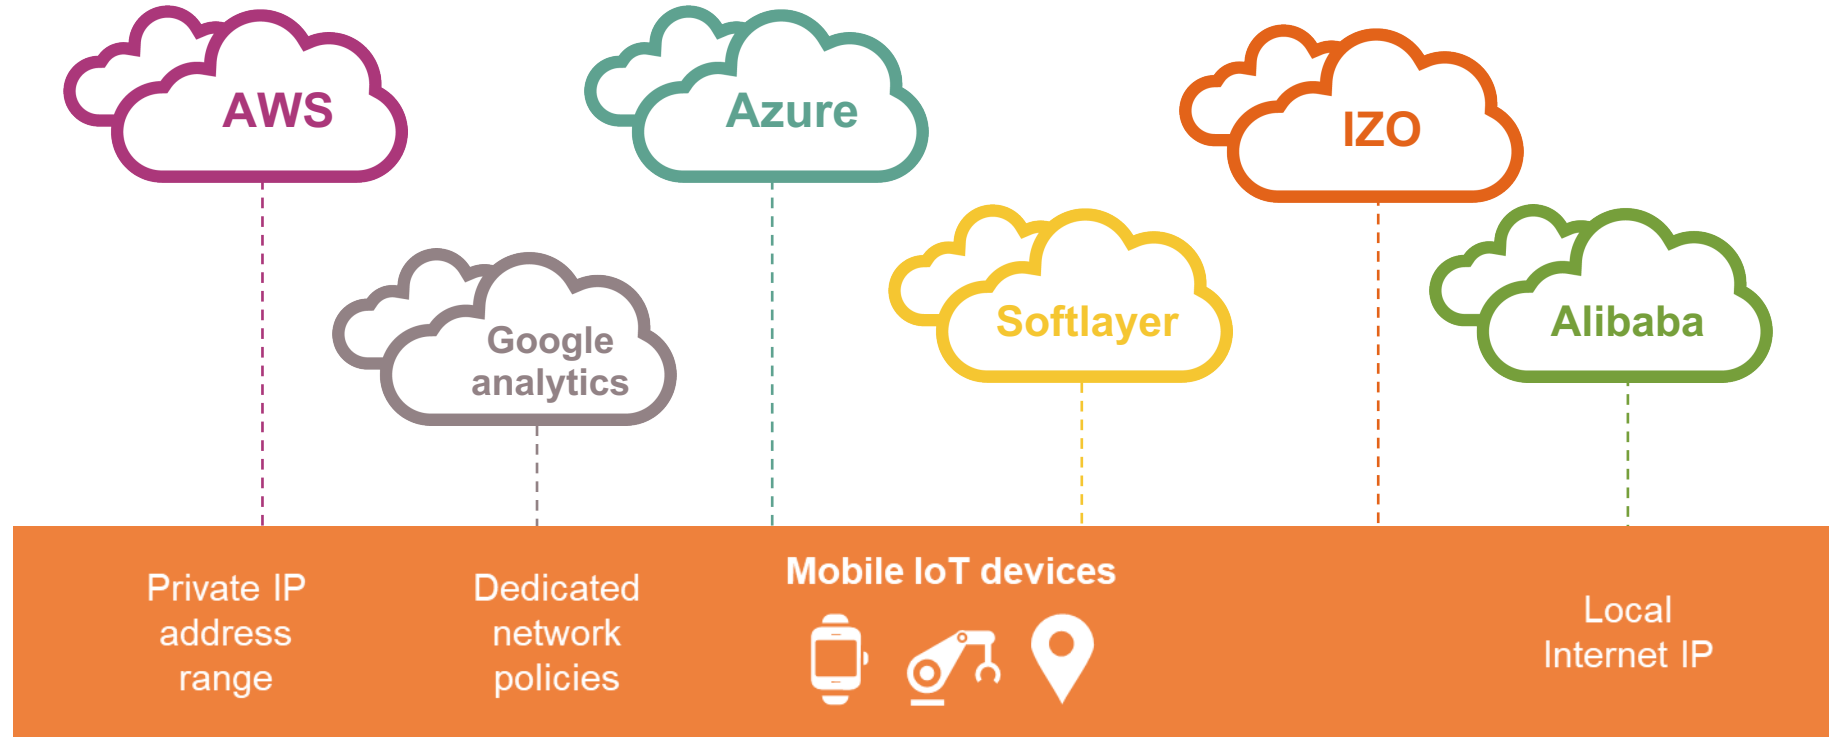 AWS
Azure
IZO
Google
analytics
Softlayer
Alibaba
Private IP
address
range
Dedicated
network
policies
Mobile IoT devices
Local
Internet IP